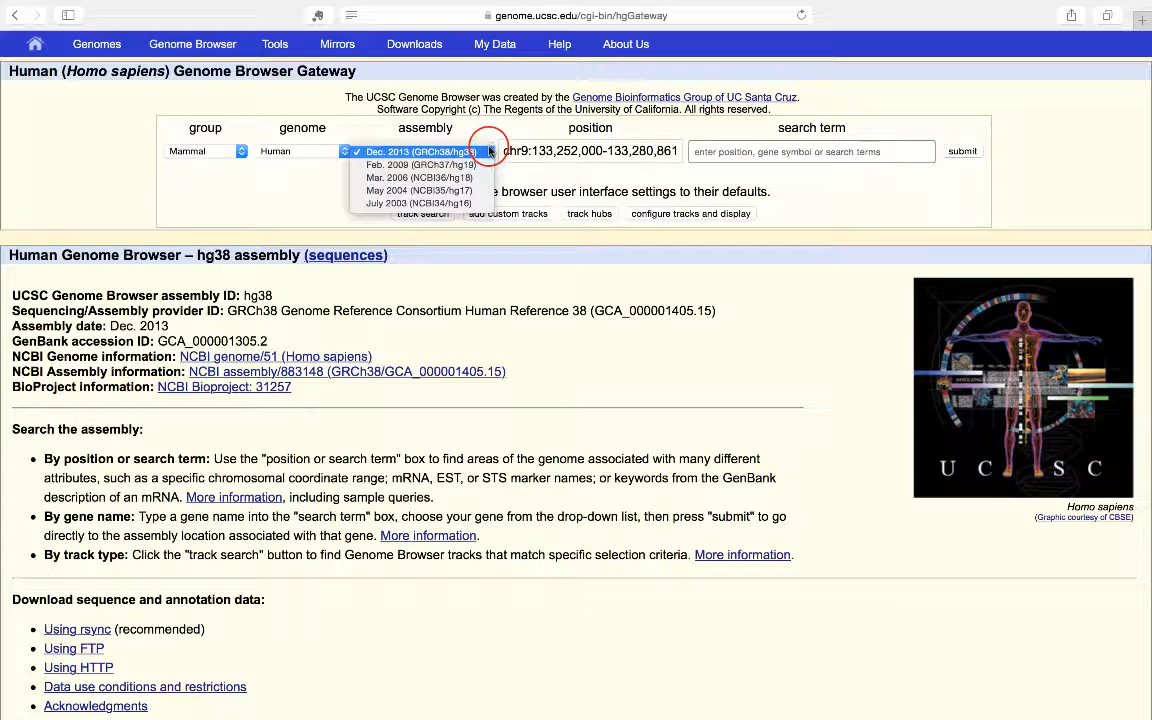 genome.ucsc.edu/cgi-bin/hgGateway
Genomes Genome Browser Tools Mirrors Downloads My Data Help About Us
Human (Homo sapiens) Genome Browser Gateway
The UCSC Genome Browser was created by the Genome Bioinformatics Group of UC Santa Cruz.
Software Copyright (c) The Regents of the University of California. All rights reserved.
group genome assembly position search term
Mammal Human ✓ Dec. 2013 (GRCh38/hg38) chr9:133,252,000-133,280,861 enter position, gene symbol or search terms submit
Feb. 2009 (GRCh37/hg19)
Mar. 2006 (NCBI36/hg18)
May 2004 (NCBI35/hg17) browser user interface settings to their defaults.
July 2003 (NCBI34/hg16)
track search add custom tracks track hubs configure tracks and display
Human Genome Browser – hg38 assembly (sequences)
UCSC Genome Browser assembly ID: hg38
Sequencing/Assembly provider ID: GRCh38 Genome Reference Consortium Human Reference 38 (GCA_000001405.15)
Assembly date: Dec. 2013
GenBank accession ID: GCA_000001305.2
NCBI Genome information: NCBI genome/51 (Homo sapiens)
NCBI Assembly information: NCBI assembly/883148 (GRCh38/GCA_000001405.15)
BioProject information: NCBI Bioproject: 31257
Search the assembly:
• By position or search term: Use the "position or search term" box to find areas of the genome associated with many different
attributes, such as a specific chromosomal coordinate range; mRNA, EST, or STS marker names; or keywords from the GenBank
description of an mRNA. More information, including sample queries.
• By gene name: Type a gene name into the "search term" box, choose your gene from the drop-down list, then press "submit" to go
directly to the assembly location associated with that gene. More information.
• By track type: Click the "track search" button to find Genome Browser tracks that match specific selection criteria. More information.
UCSC
Homo sapiens
(Graphic courtesy of CBSE)
Download sequence and annotation data:
• Using rsync (recommended)
• Using FTP
• Using HTTP
• Data use conditions and restrictions
• Acknowledgments